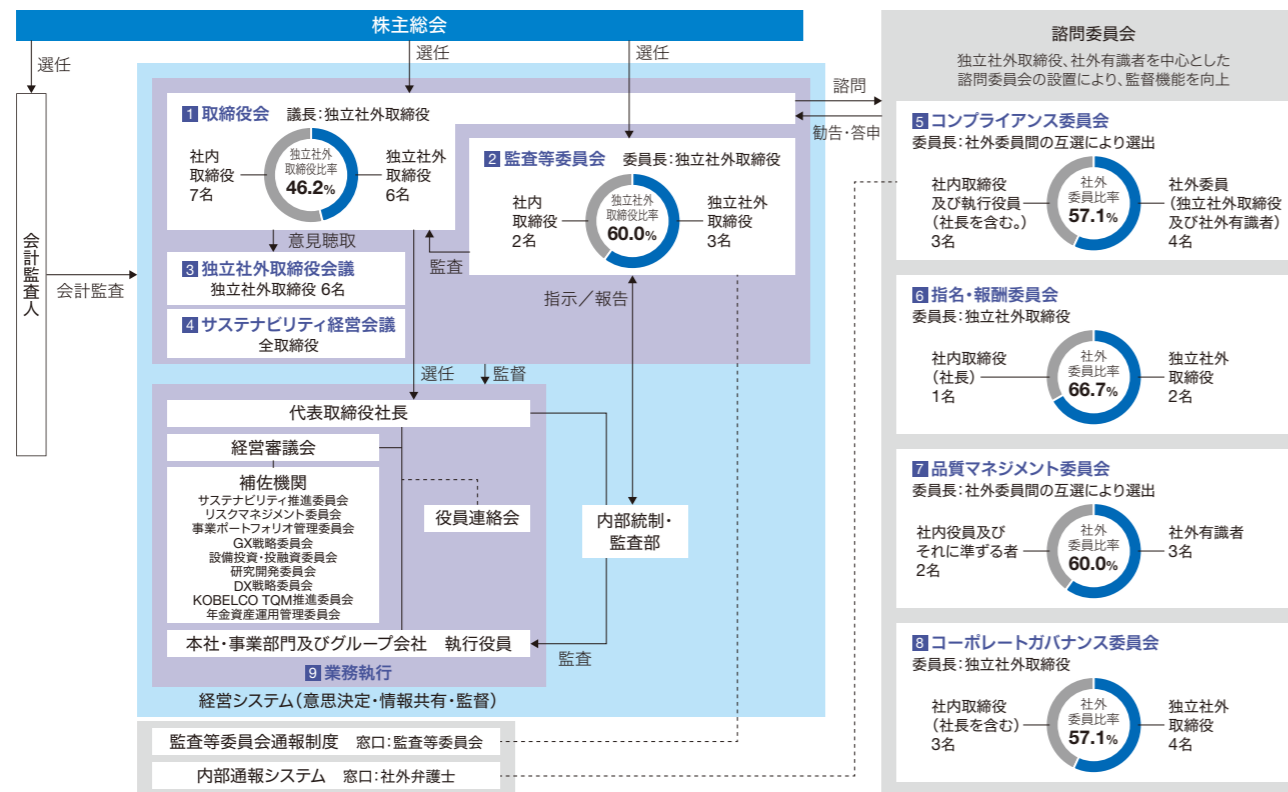 株主総会
選任
選任
選任
会計監査人
会計監査
1 取締役会 議長:独立社外取締役
社内
取締役
7名
独立社外
取締役比率
46.2%
独立社外
取締役
6名
2 監査等委員会 委員長:独立社外取締役
社内
取締役
2名
独立社外
取締役比率
60.0%
独立社外
取締役
3名
意見聴取
監査
3 独立社外取締役会議
独立社外取締役 6名
4 サステナビリティ経営会議
全取締役
指示/報告
選任
監督
代表取締役社長
経営審議会
補佐機関
サステナビリティ推進委員会
リスクマネジメント委員会
事業ポートフォリオ管理委員会
GX戦略委員会
設備投資・投融資委員会
研究開発委員会
DX戦略委員会
KOBELCO TQM推進委員会
年金資産運用管理委員会
役員連絡会
内部統制・
監査部
本社・事業部門及びグループ会社 執行役員
監査
9 業務執行
経営システム(意思決定・情報共有・監督)
監査等委員会通報制度 窓口:監査等委員会
内部通報システム 窓口:社外弁護士
諮問
勧告・答申
諮問委員会
独立社外取締役、社外有識者を中心とした
諮問委員会の設置により、監督機能を向上
5 コンプライアンス委員会
委員長:社外委員間の互選により選出
社内取締役
及び執行役員
(社長を含む。)
3名
社外
委員比率
57.1%
社外委員
(独立社外取締役
及び社外有識者)
4名
6 指名・報酬委員会
委員長:独立社外取締役
社内取締役
(社長)
1名
社外
委員比率
66.7%
独立社外
取締役
2名
7 品質マネジメント委員会
委員長:社外委員間の互選により選出
社内役員及び
それに準ずる者
2名
社外
委員比率
60.0%
社外有識者
3名
8 コーポレートガバナンス委員会
委員長:独立社外取締役
社内取締役
(社長を含む)
3名
社外
委員比率
57.1%
独立社外
取締役
4名